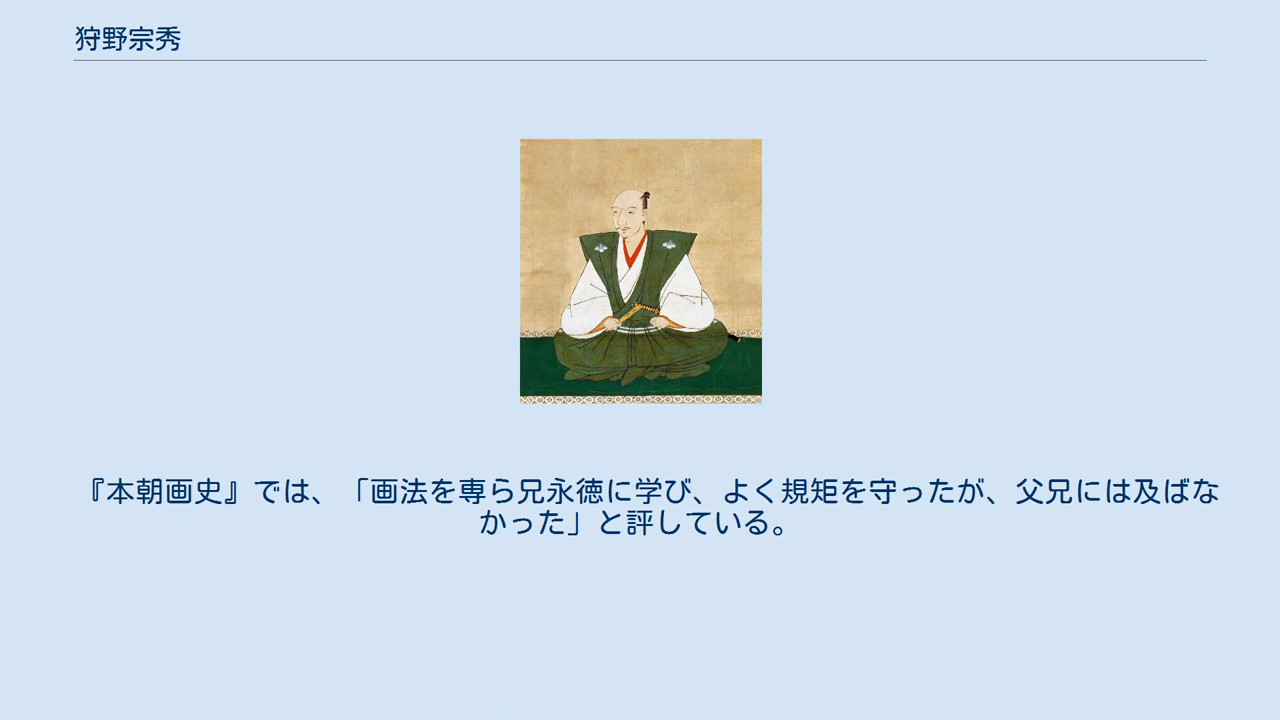 狩野宗秀
『本朝画史』では、「画法を専ら兄永徳に学び、よく規矩を守ったが、父兄には及ばな
かった」と評している。